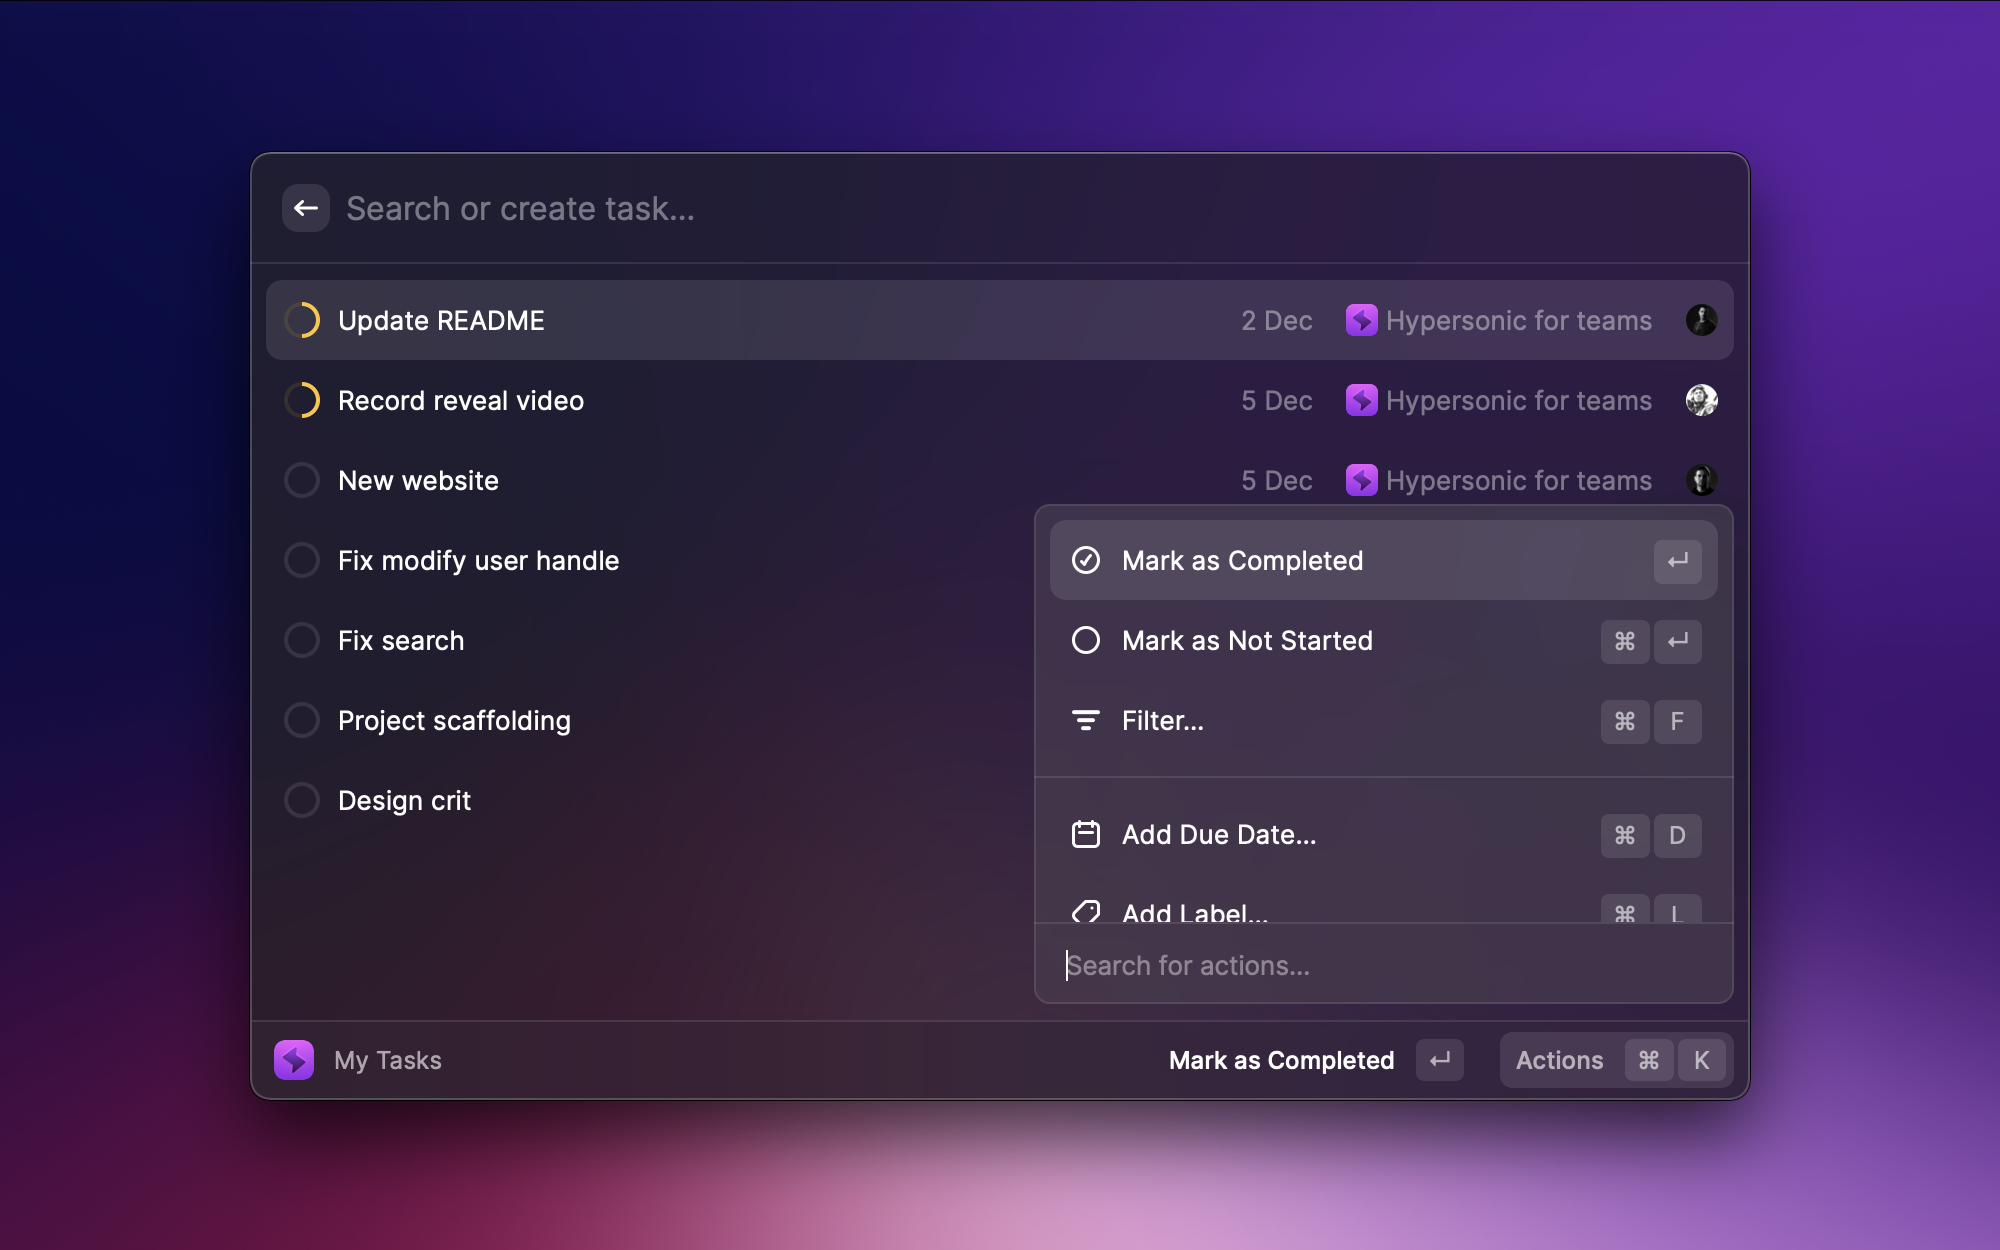 Search or create task...
Update README 2 Dec Hypersonic for teams
Record reveal video 5 Dec Hypersonic for teams
New website 5 Dec Hypersonic for teams
Fix modify user handle
Fix search
Project scaffolding
Design crit
Mark as Completed ↵
Mark as Not Started ⌘ ↵
Filter... ⌘ F
Add Due Date... ⌘ D
Add Label... ⌘ L
Search for actions...
My Tasks Mark as Completed ↵ Actions ⌘ K